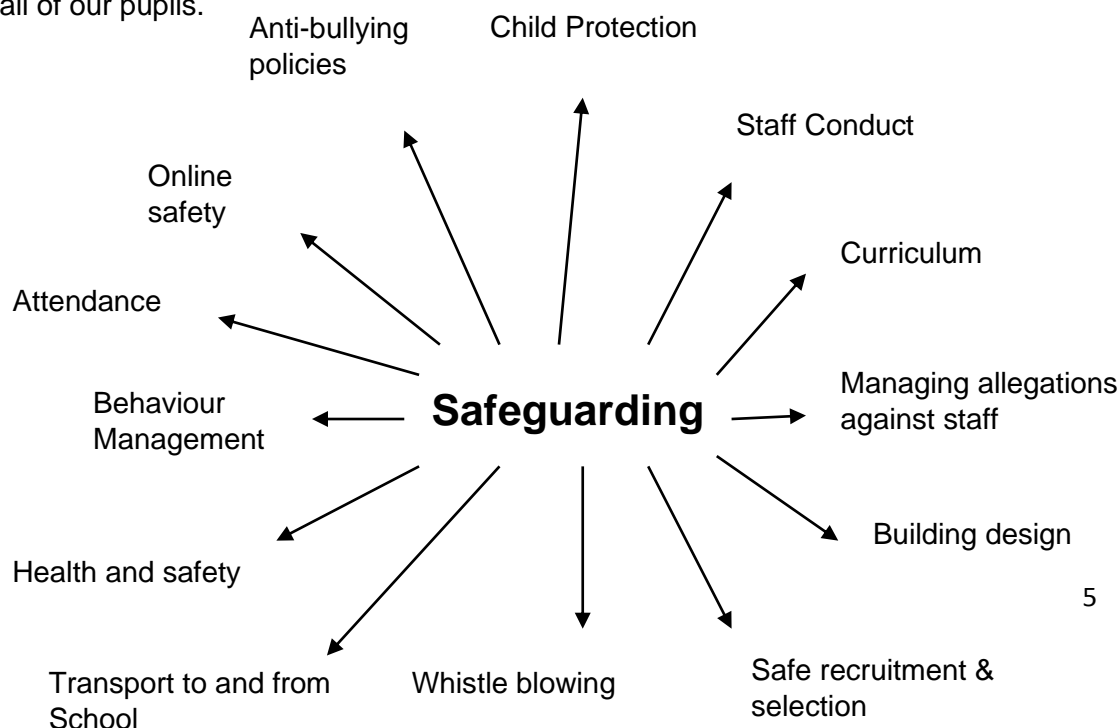 all of our pupils.
Anti-bullying
policies
Child Protection
Staff Conduct
Online
safety
Curriculum
Attendance
Managing allegations
against staff
Behaviour
Management
Safeguarding
Building design
Health and safety
5
Transport to and from
School
Whistle blowing
Safe recruitment &
selection